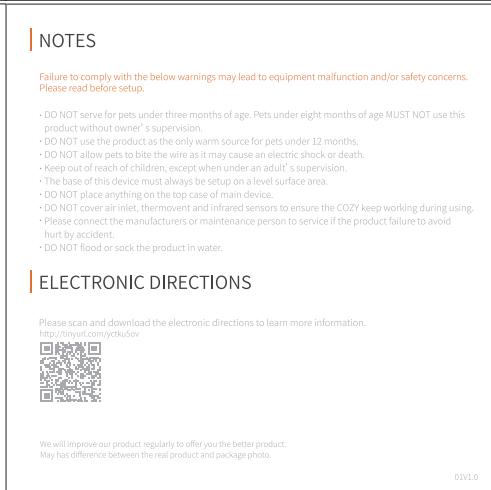 NOTES
Failure to comply with the below warnings may lead to equipment malfunction and/or safety concerns.
Please read before setup.
· DO NOT serve for pets under three months of age. Pets under eight months of age MUST NOT use this
product without owner's supervision.
· DO NOT use the product as the only warm source for pets under 12 months.
· DO NOT allow pets to bite the wire as it may cause an electric shock or death.
· Keep out of reach of children, except when under an adult's supervision.
· The base of this device must always be setup on a level surface area.
· DO NOT place anything on the top case of main device.
· DO NOT cover air inlet, thermovent and infrared sensors to ensure the COZY keep working during using.
· Please connect the manufacturers or maintenance person to service if the product failure to avoid
hurt by accident.
· DO NOT flood or sock the product in water.
ELECTRONIC DIRECTIONS
Please scan and download the electronic directions to learn more information.
http://tinyurl.com/yctku5ov
We will improve our product regularly to offer you the better product.
May has difference between the real product and package photo.
01V1.0